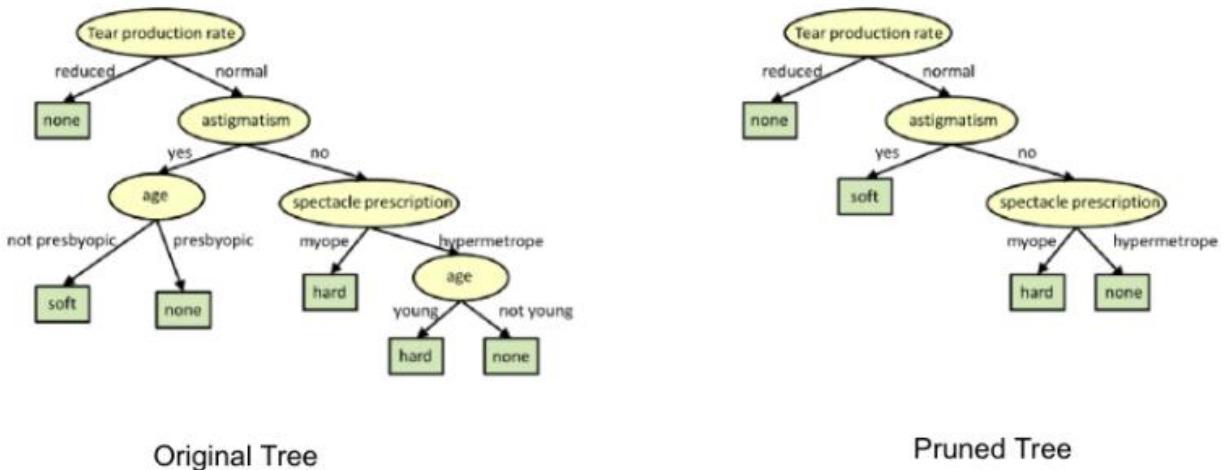 Tear production rate
reduced
normal
none
astigmatism
yes
no
age
spectacle prescription
not presbyopic
presbyopic
myope
hypermetrope
soft
none
hard
age
young
not young
hard
none
Original Tree
Tear production rate
reduced
normal
none
astigmatism
yes
no
soft
spectacle prescription
myope
hypermetrope
hard
none
Pruned Tree